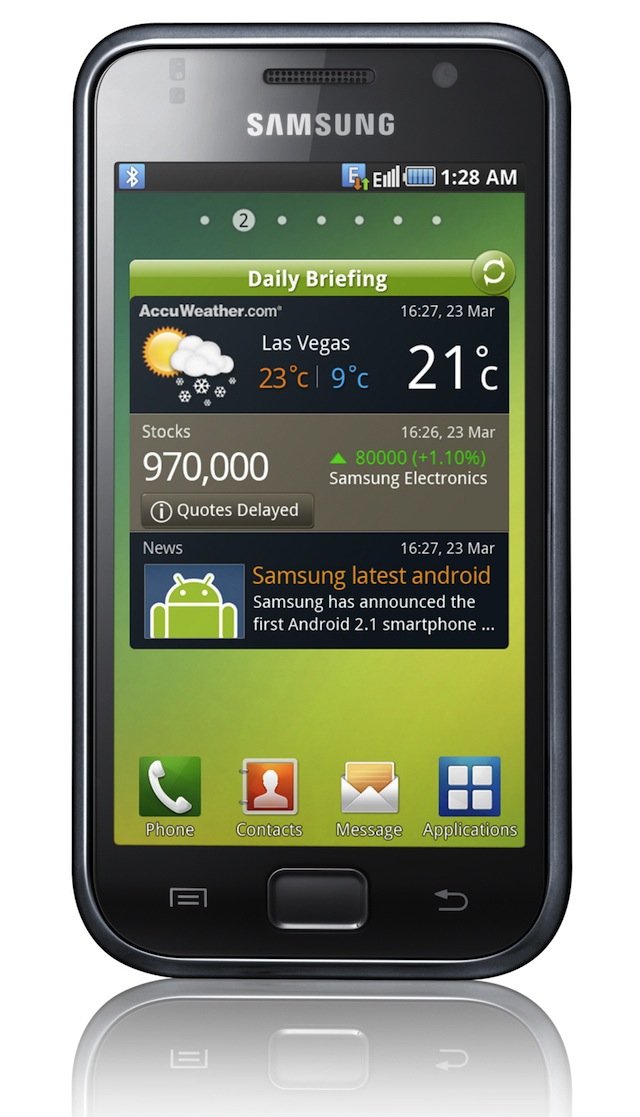 SAMSUNG
E 1:28 AM
2
Daily Briefing
AccuWeather.com® 16:27, 23 Mar
Las Vegas
23°c | 9°c 21°c
Stocks 16:26, 23 Mar
970,000 ▲ 80000 (+1.10%)
Samsung Electronics
i Quotes Delayed
News 16:27, 23 Mar
Samsung latest android
Samsung has announced the
first Android 2.1 smartphone ...
Phone Contacts Message Applications